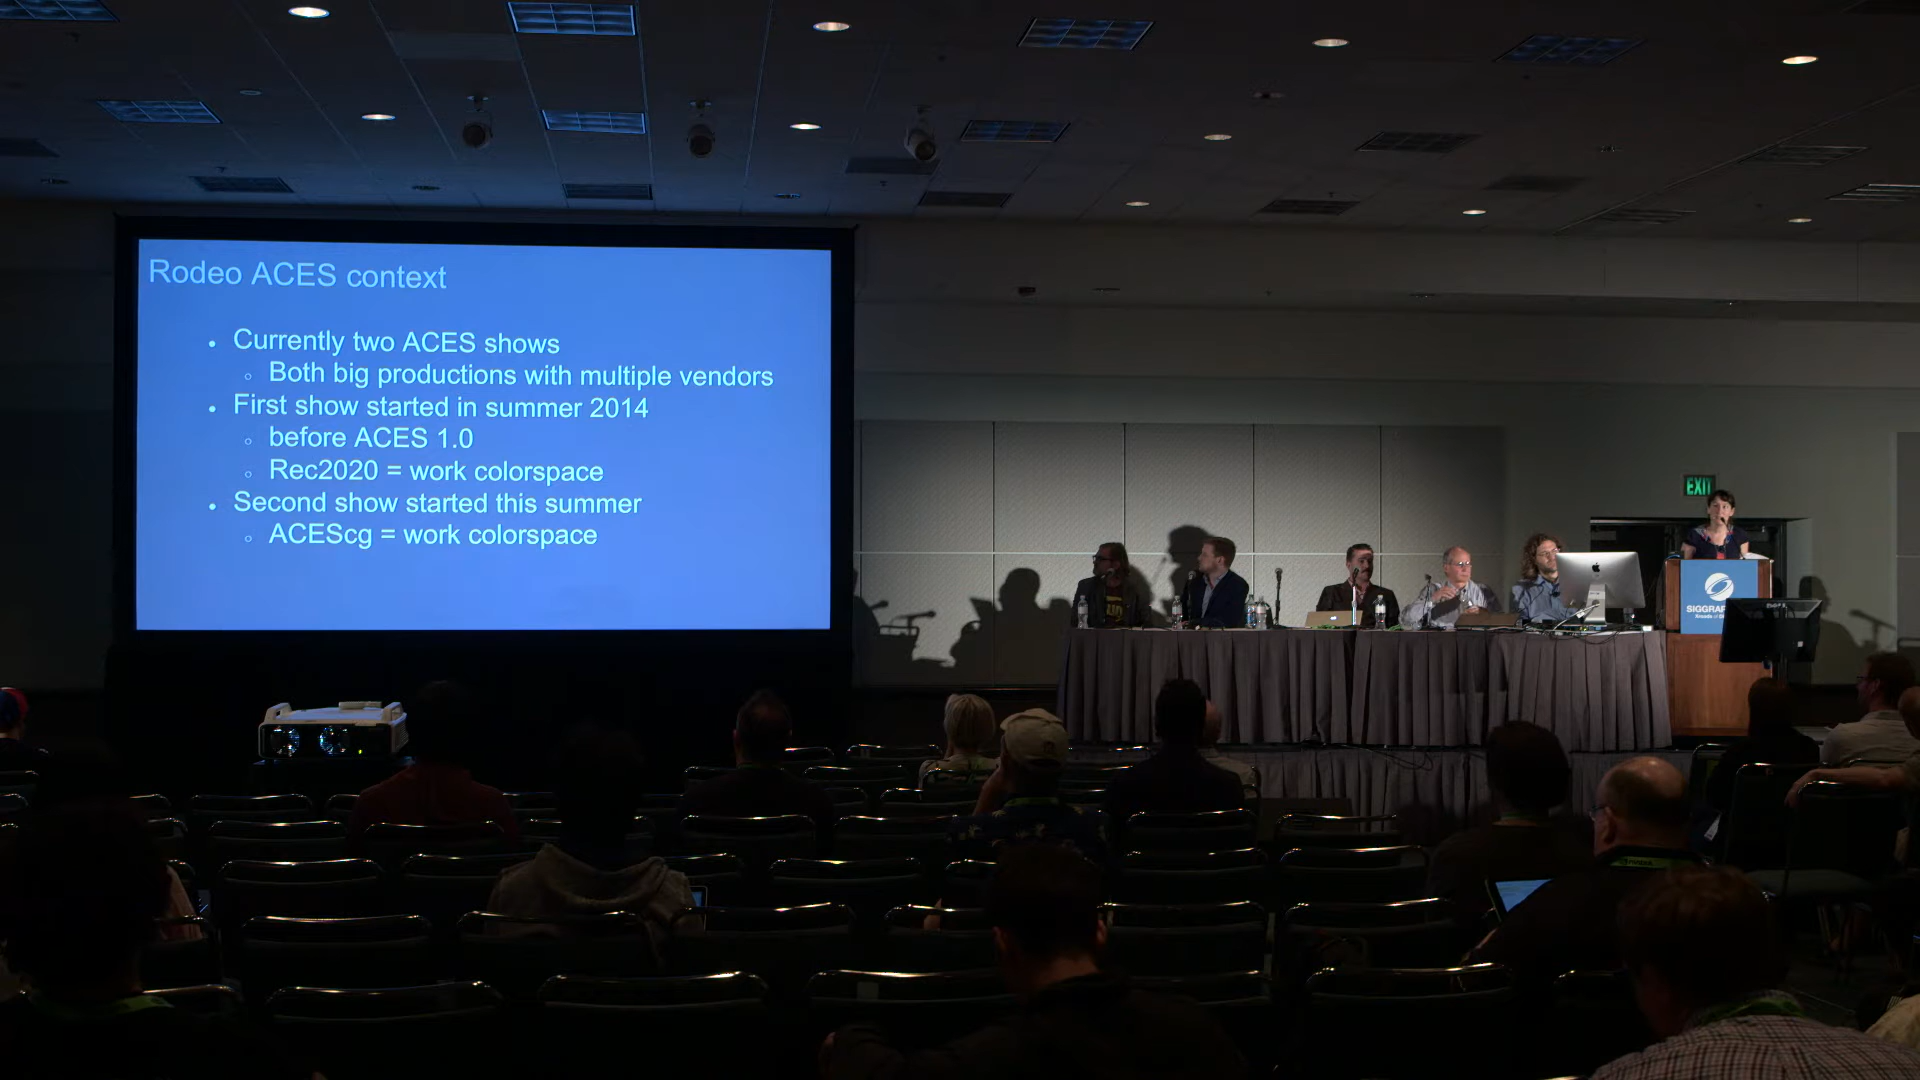 Rodeo ACES context
Currently two ACES shows
Both big productions with multiple vendors
First show started in summer 2014
before ACES 1.0
Rec2020 = work colorspace
Second show started this summer
ACEScg = work colorspace
EXIT